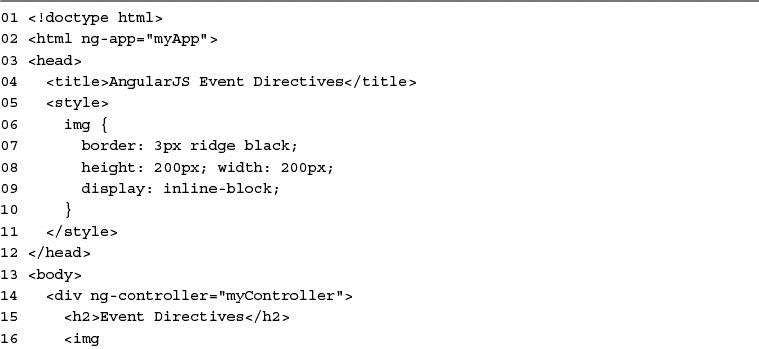 01 <!doctype html>
02 <html ng-app="myApp">
03 <head>
04   <title>AngularJS Event Directives</title>
05   <style>
06     img {
07       border: 3px ridge black;
08       height: 200px; width: 200px;
09       display: inline-block;
10     }
11   </style>
12 </head>
13 <body>
14   <div ng-controller="myController">
15     <h2>Event Directives</h2>
16     <img